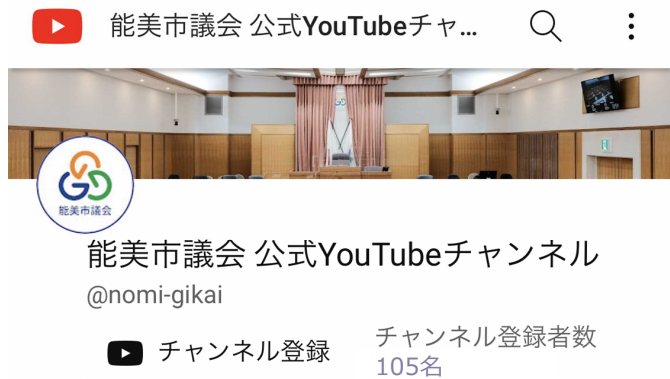 能美市議会 公式YouTubeチャ...
能美市議会
能美市議会 公式YouTubeチャンネル
@nomi-gikai
チャンネル登録
チャンネル登録者数
105名